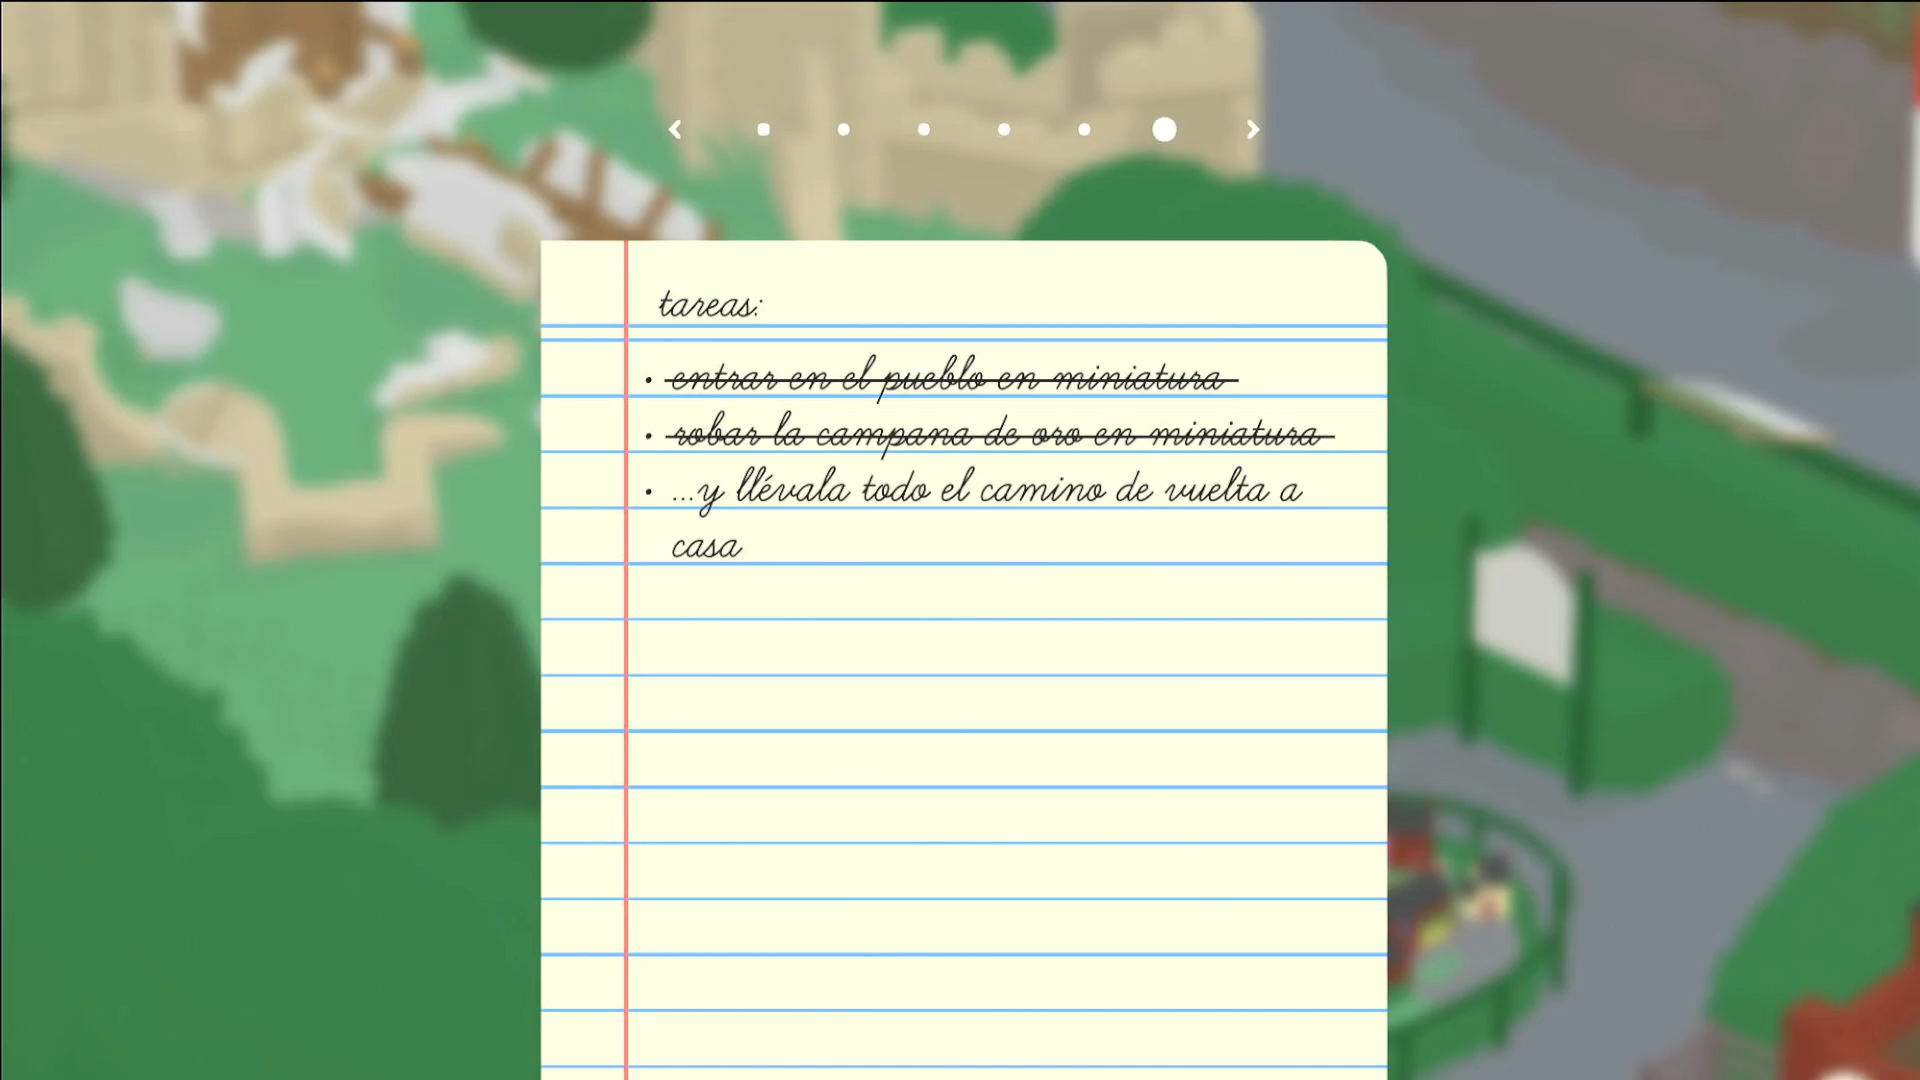 tareas:
• entrar en el pueblo en miniatura
• robar la campana de oro en miniatura
• ...y llévala todo el camino de vuelta a
casa